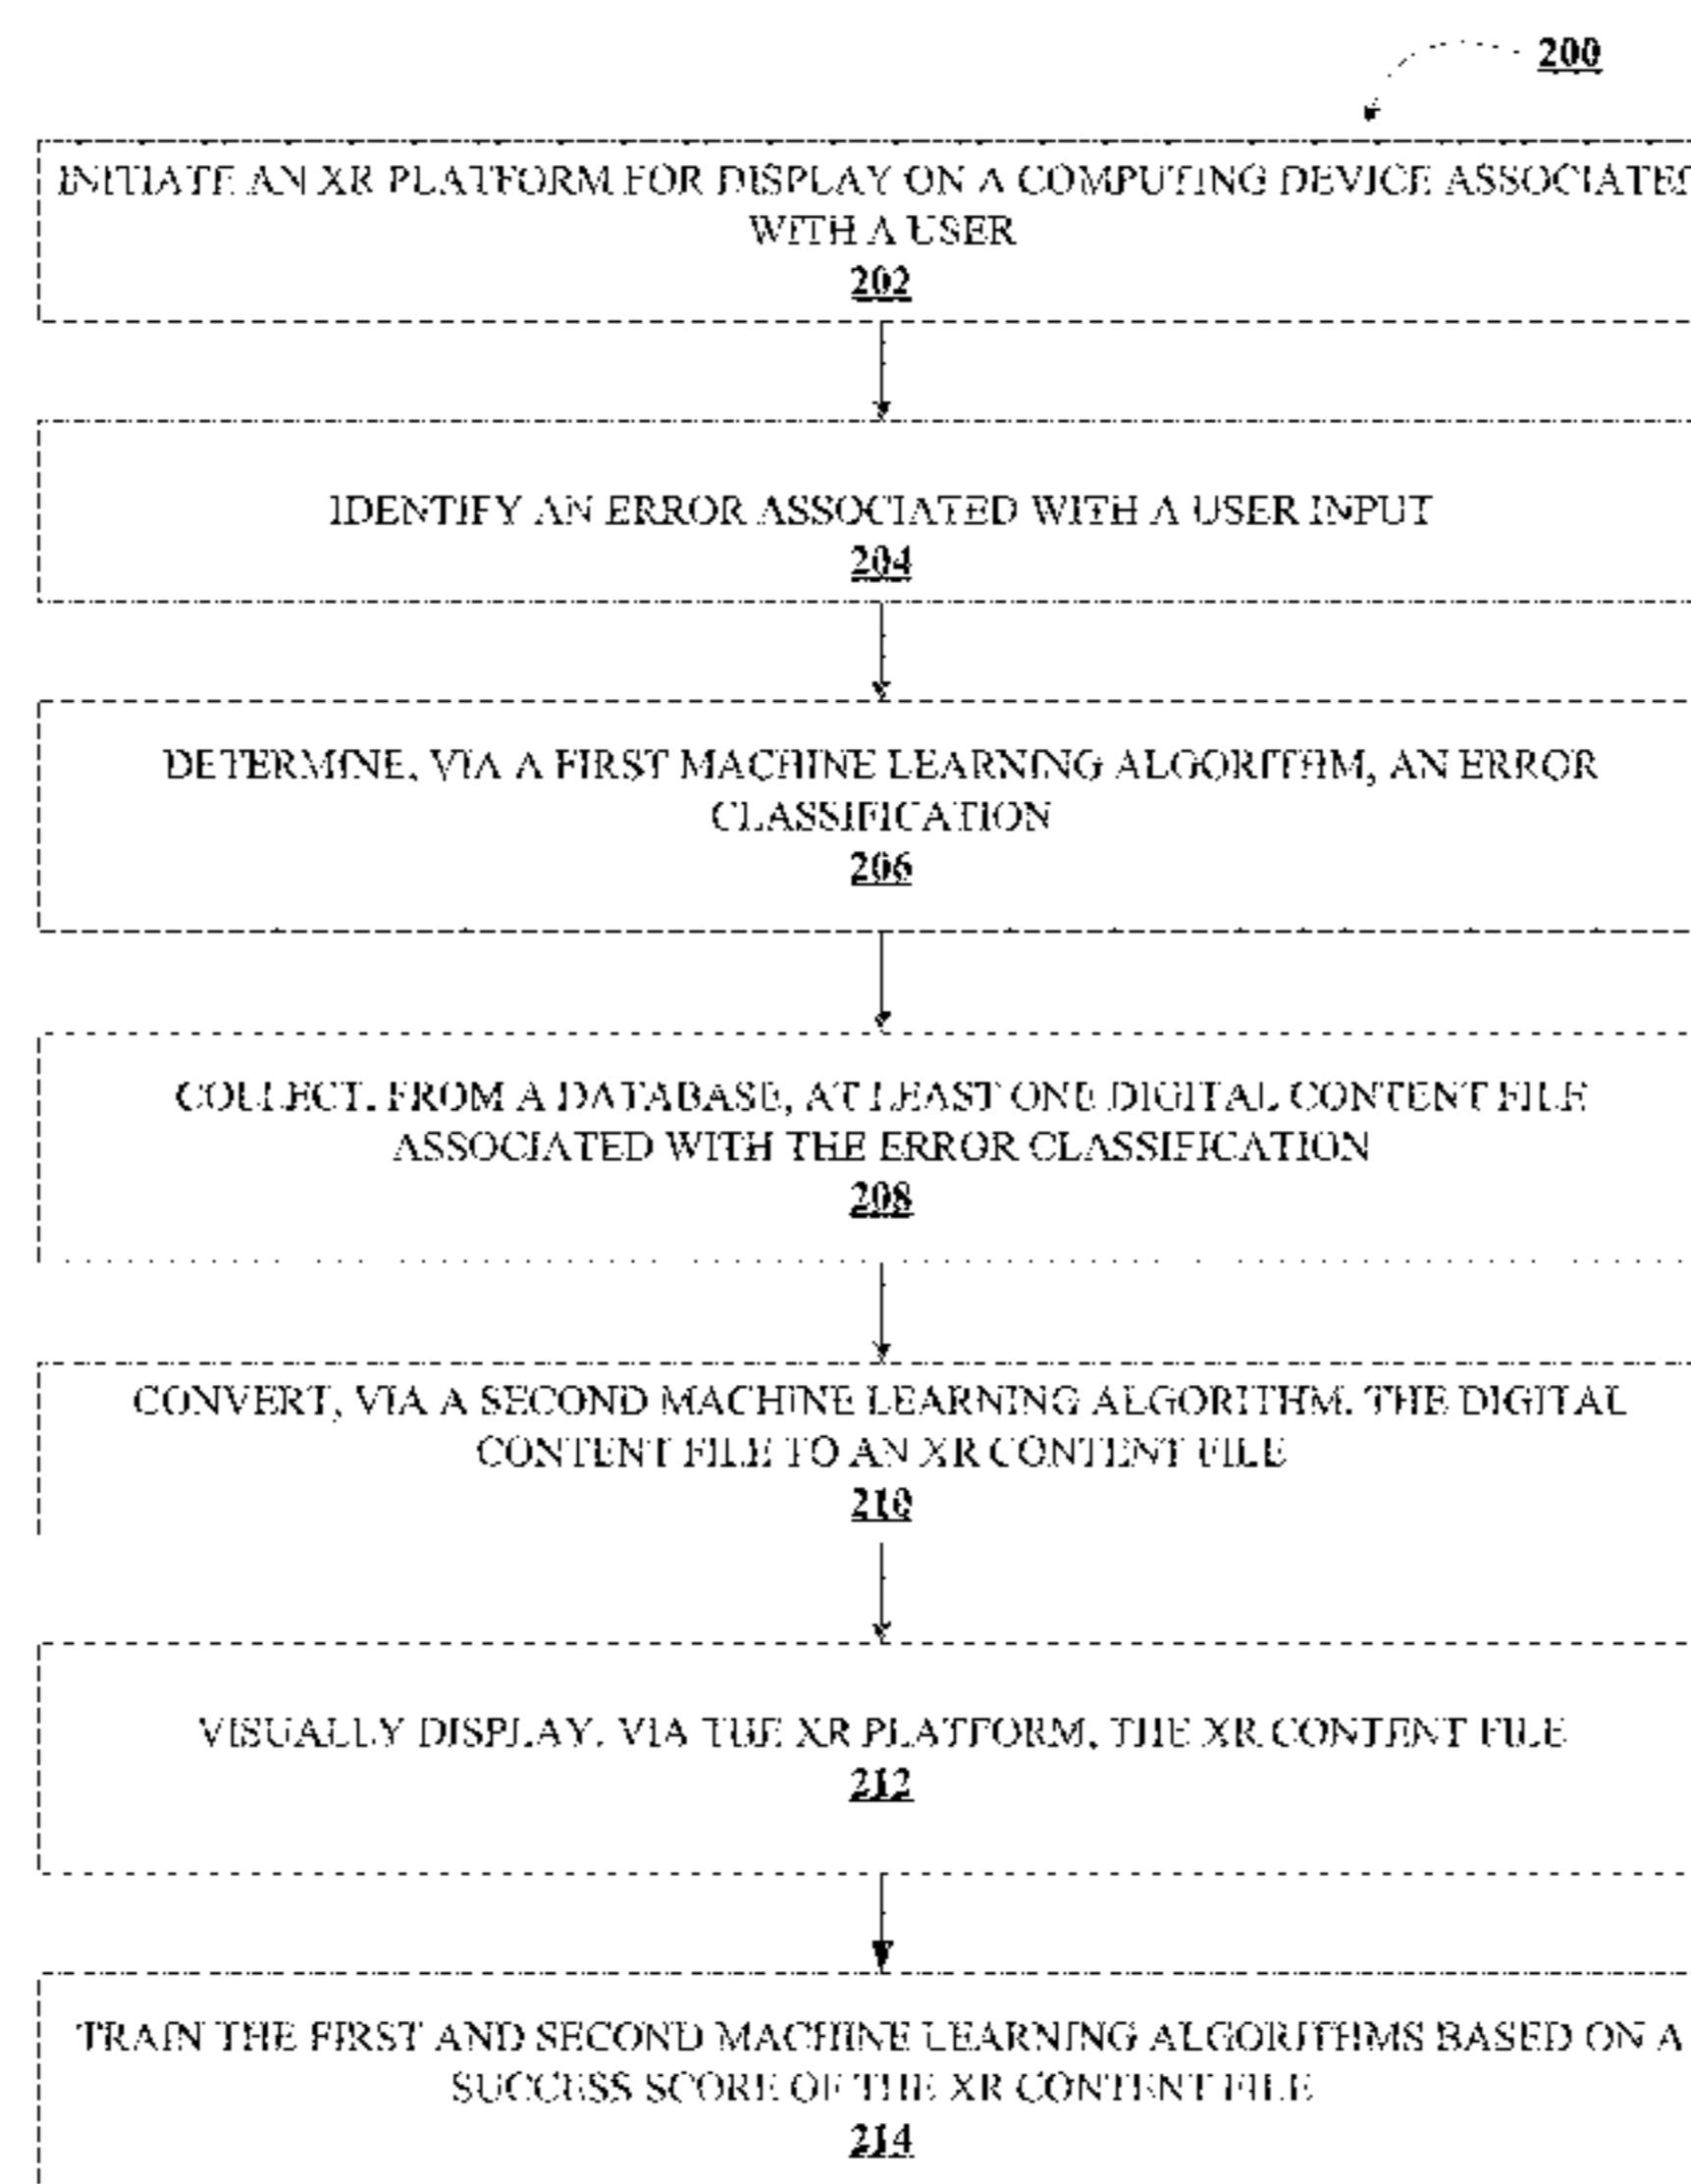 200
INITIATE AN XR PLATFORM FOR DISPLAY ON A COMPUTING DEVICE ASSOCIATED
WITH A USER
202
IDENTIFY AN ERROR ASSOCIATED WITH A USER INPUT
204
DETERMINE, VIA A FIRST MACHINE LEARNING ALGORITHM, AN ERROR
CLASSIFICATION
206
COLLECT, FROM A DATABASE, AT LEAST ONE DIGITAL CONTENT FILE
ASSOCIATED WITH THE ERROR CLASSIFICATION
208
CONVERT, VIA A SECOND MACHINE LEARNING ALGORITHM, THE DIGITAL
CONTENT FILE TO AN XR CONTENT FILE
210
VISUALLY DISPLAY, VIA THE XR PLATFORM, THE XR CONTENT FILE
212
TRAIN THE FIRST AND SECOND MACHINE LEARNING ALGORITHMS BASED ON A
SUCCESS SCORE OF THE XR CONTENT FILE
214